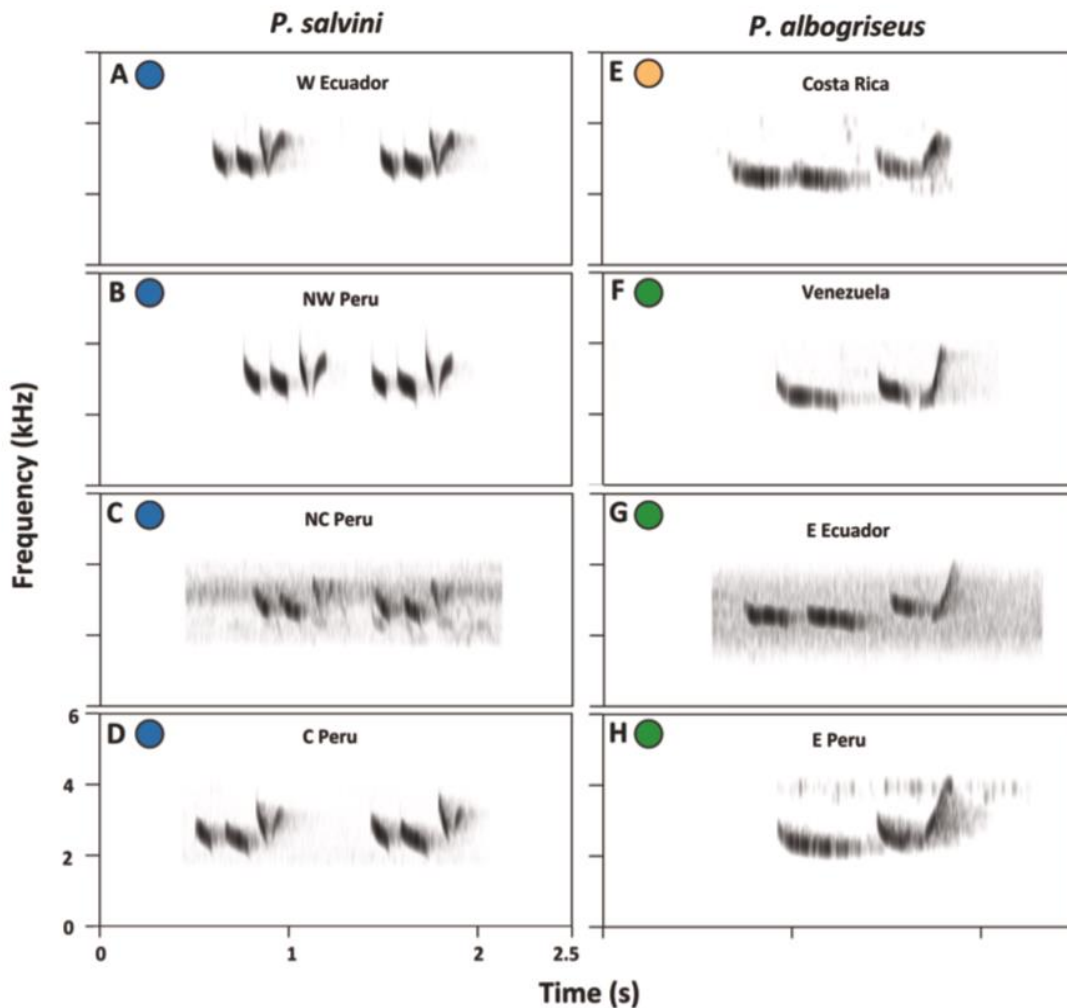 P. salvini
P. albogriseus
A
W Ecuador
E
Costa Rica
B
NW Peru
F
Venezuela
C
NC Peru
G
E Ecuador
D
C Peru
H
E Peru
Frequency (kHz)
6
4
2
0
0 1 2 2.5
Time (s)